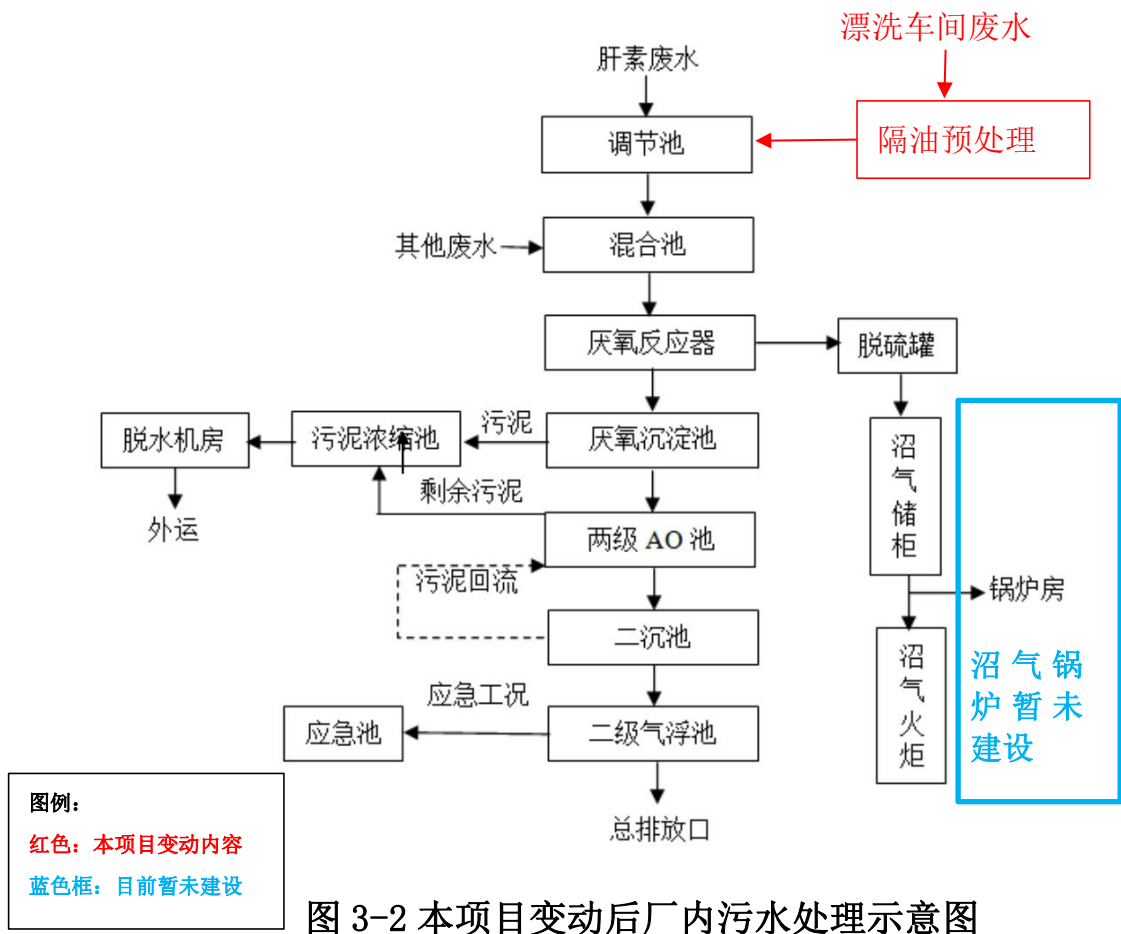 漂洗车间废水
肝素废水
隔油预处理
调节池
其他废水
混合池
厌氧反应器
脱硫罐
脱水机房
污泥浓缩池
污泥
厌氧沉淀池
沼
气
储
柜
剩余污泥
外运
两级 AO 池
污泥回流
锅炉房
二沉池
沼
气
火
炬
沼气锅
炉暂未
建设
应急工况
应急池
二级气浮池
总排放口
图例：
红色：本项目变动内容
蓝色框：目前暂未建设
图 3-2 本项目变动后厂内污水处理示意图